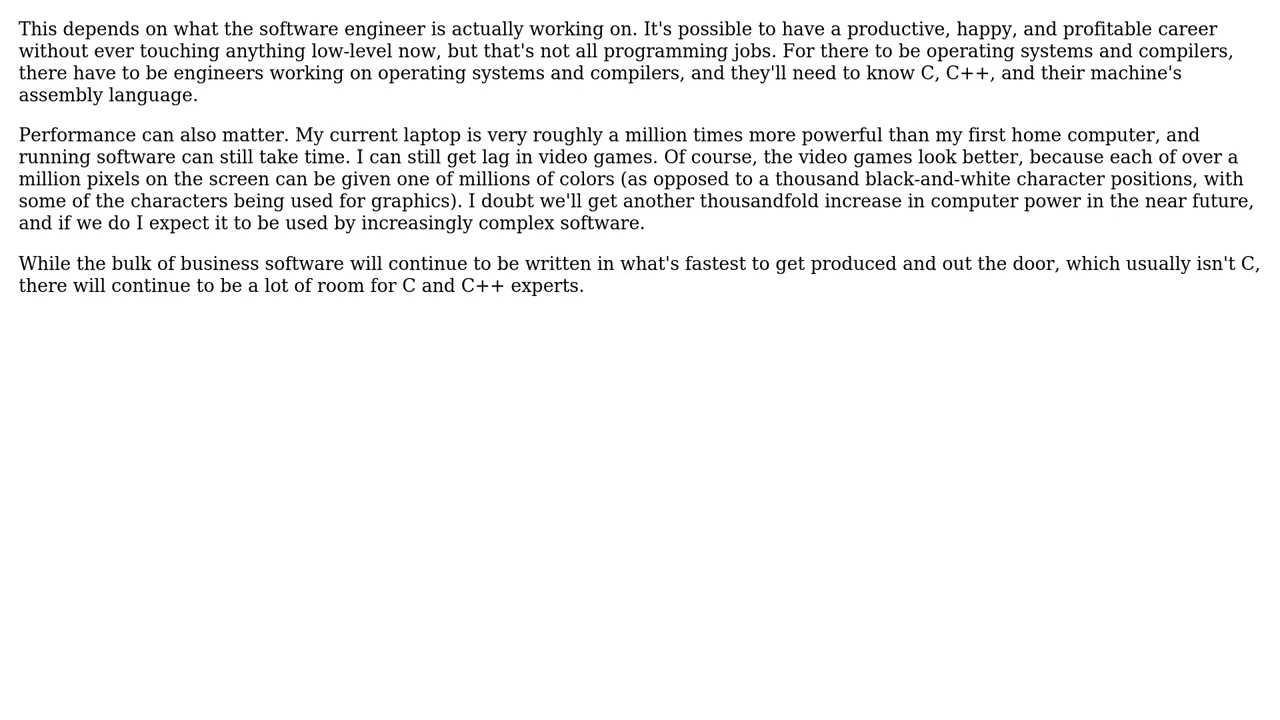 This depends on what the software engineer is actually working on. It's possible to have a productive, happy, and profitable career
without ever touching anything low-level now, but that's not all programming jobs. For there to be operating systems and compilers,
there have to be engineers working on operating systems and compilers, and they'll need to know C, C++, and their machine's
assembly language.
Performance can also matter. My current laptop is very roughly a million times more powerful than my first home computer, and
running software can still take time. I can still get lag in video games. Of course, the video games look better, because each of over a
million pixels on the screen can be given one of millions of colors (as opposed to a thousand black-and-white character positions, with
some of the characters being used for graphics). I doubt we'll get another thousandfold increase in computer power in the near future,
and if we do I expect it to be used by increasingly complex software.
While the bulk of business software will continue to be written in what's fastest to get produced and out the door, which usually isn't C,
there will continue to be a lot of room for C and C++ experts.